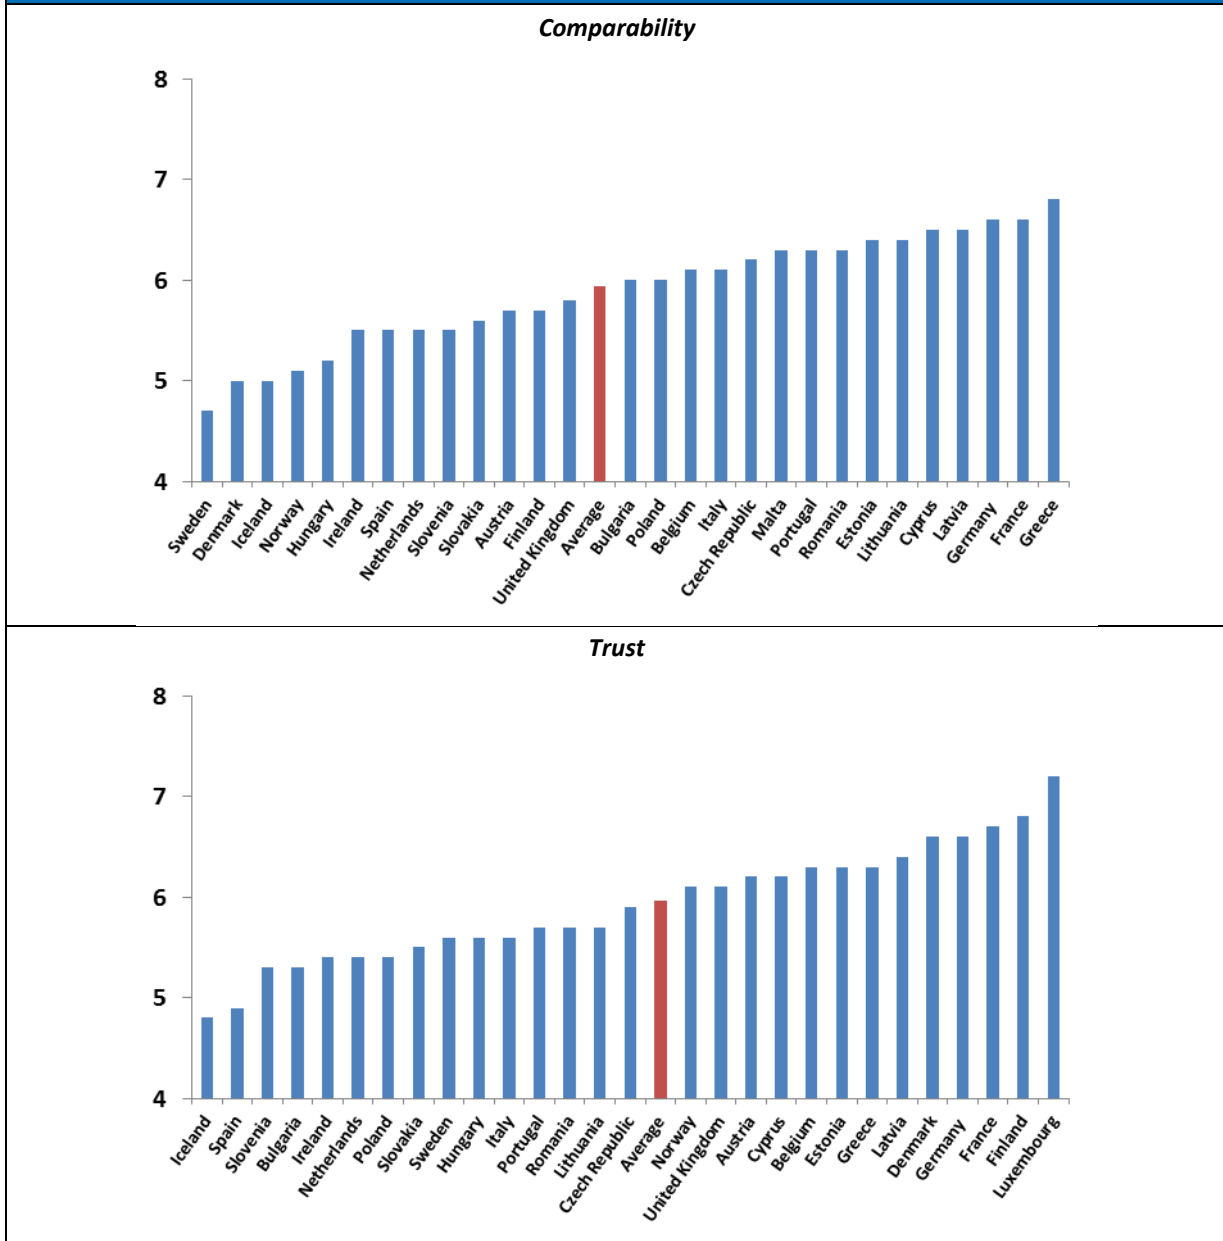 Comparability
8
7
6
5
4
Sweden
Denmark
Iceland
Norway
Hungary
Ireland
Spain
Netherlands
Slovenia
Slovakia
Austria
Finland
United Kingdom
Average
Bulgaria
Poland
Belgium
Italy
Czech Republic
Malta
Portugal
Romania
Estonia
Lithuania
Cyprus
Latvia
Germany
France
Greece
Trust
8
7
6
5
4
Iceland
Spain
Slovenia
Bulgaria
Ireland
Netherlands
Poland
Slovakia
Sweden
Hungary
Italy
Portugal
Romania
Lithuania
Czech Republic
Average
Norway
United Kingdom
Austria
Cyprus
Belgium
Estonia
Greece
Latvia
Denmark
Germany
France
Finland
Luxembourg